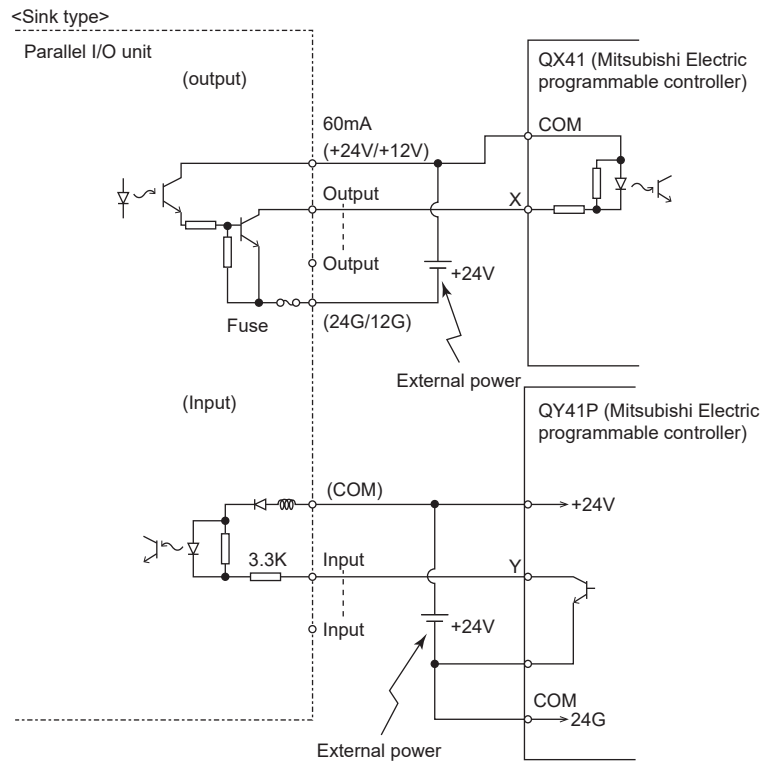 <Sink type>
Parallel I/O unit
(output)
QX41 (Mitsubishi Electric
programmable controller)
60mA
(+24V/+12V)
COM
Output
X
Output
+24V
Fuse
(24G/12G)
External power
(Input)
QY41P (Mitsubishi Electric
programmable controller)
(COM)
+24V
3.3K
Input
Y
Input
+24V
COM
24G
External power